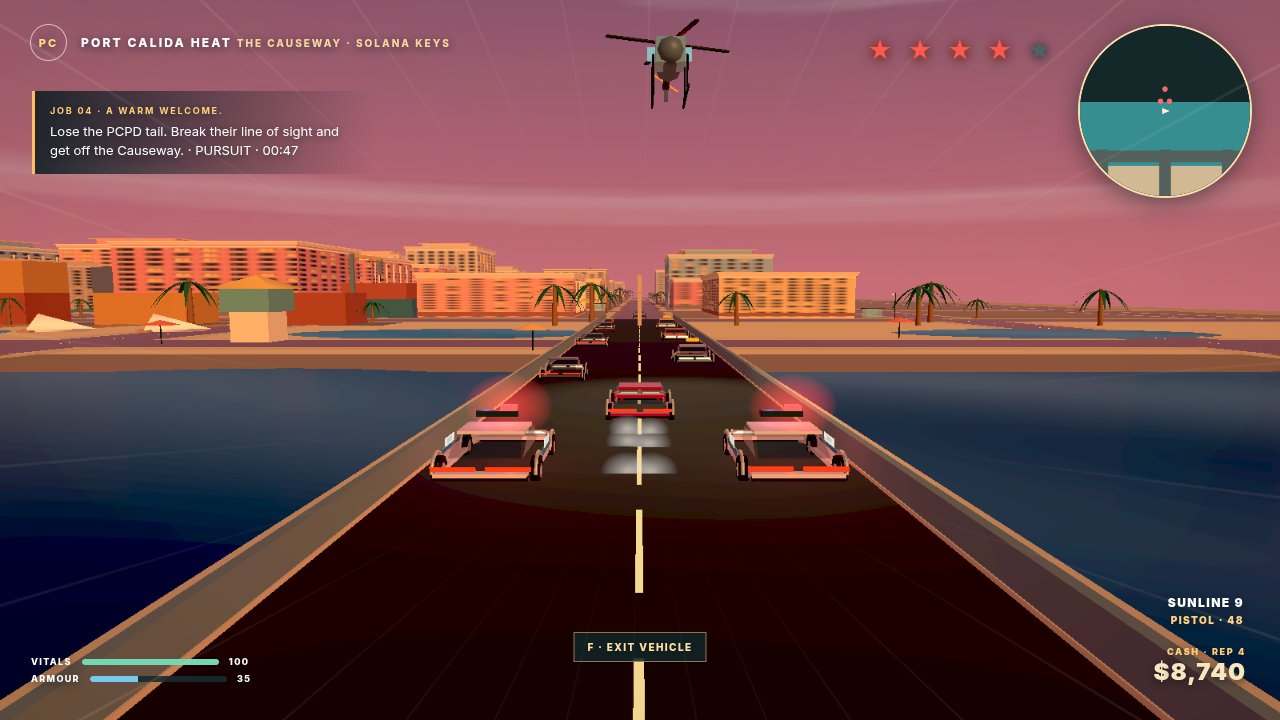 PC
PORT CALIDA HEAT THE CAUSEWAY · SOLANA KEYS
JOB 04 · A WARM WELCOME.
Lose the PCPD tail. Break their line of sight and
get off the Causeway. · PURSUIT · 00:47
SUNLINE 9
PISTOL · 48
F · EXIT VEHICLE
CASH · REP 4
$8,740
VITALS 100
ARMOUR 35